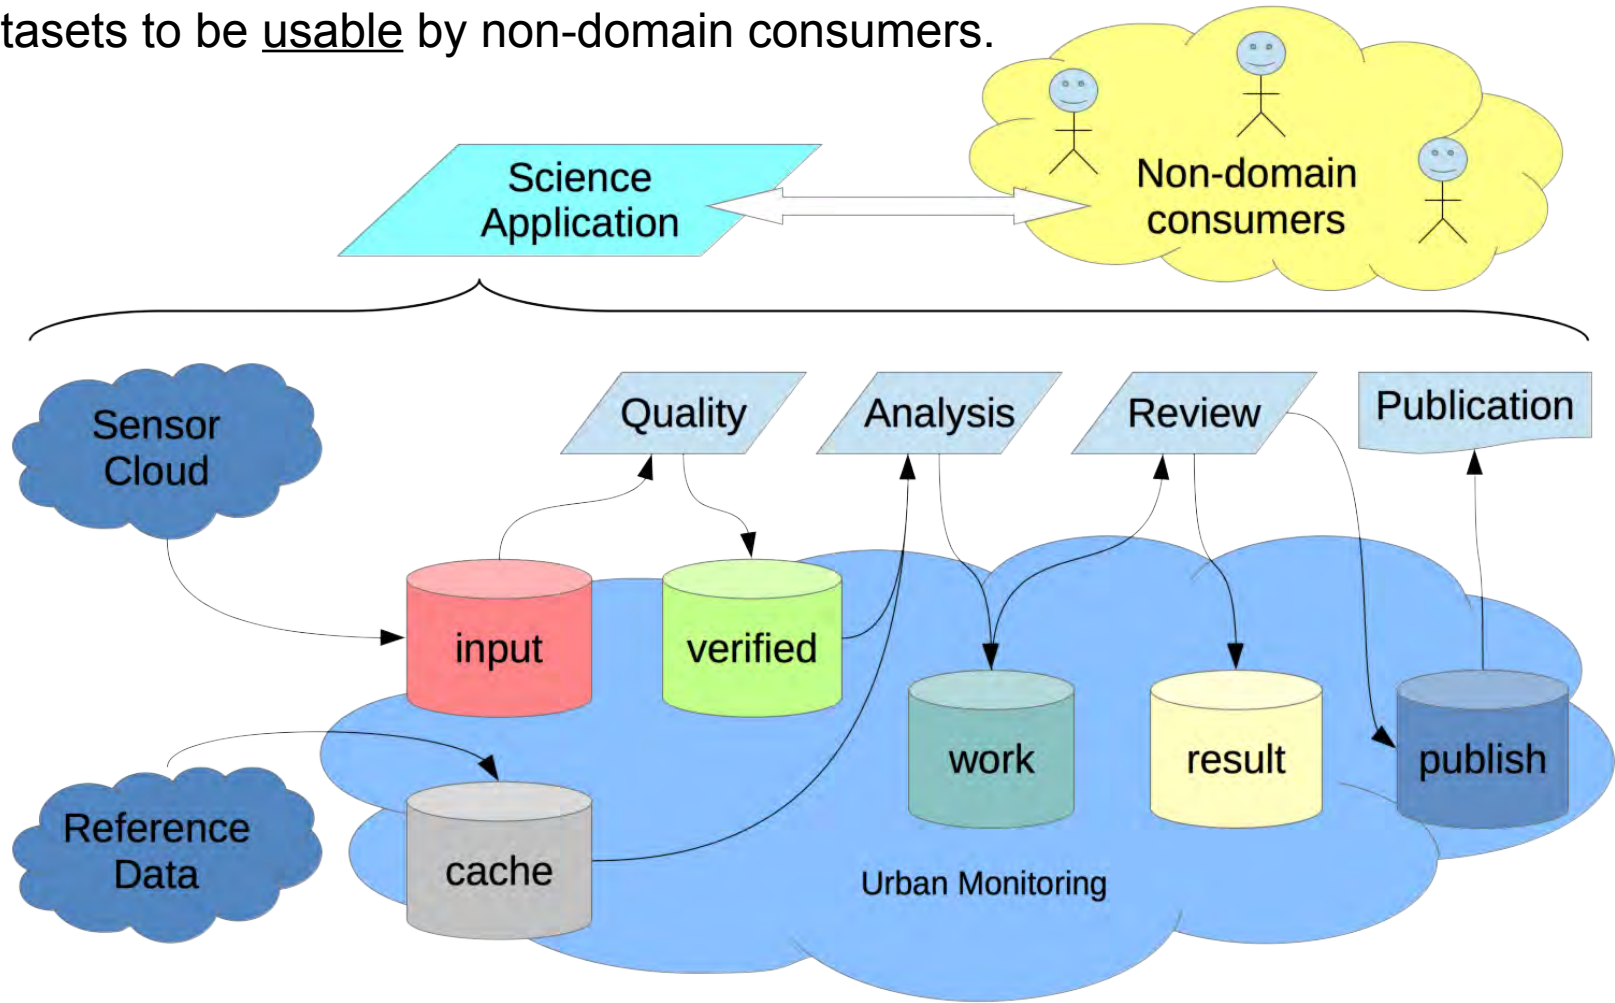 tasets to be usable by non-domain consumers.
Science
Application
Non-domain
consumers
Sensor
Cloud
Quality
Analysis
Review
Publication
input
verified
work
result
publish
Reference
Data
cache
Urban Monitoring